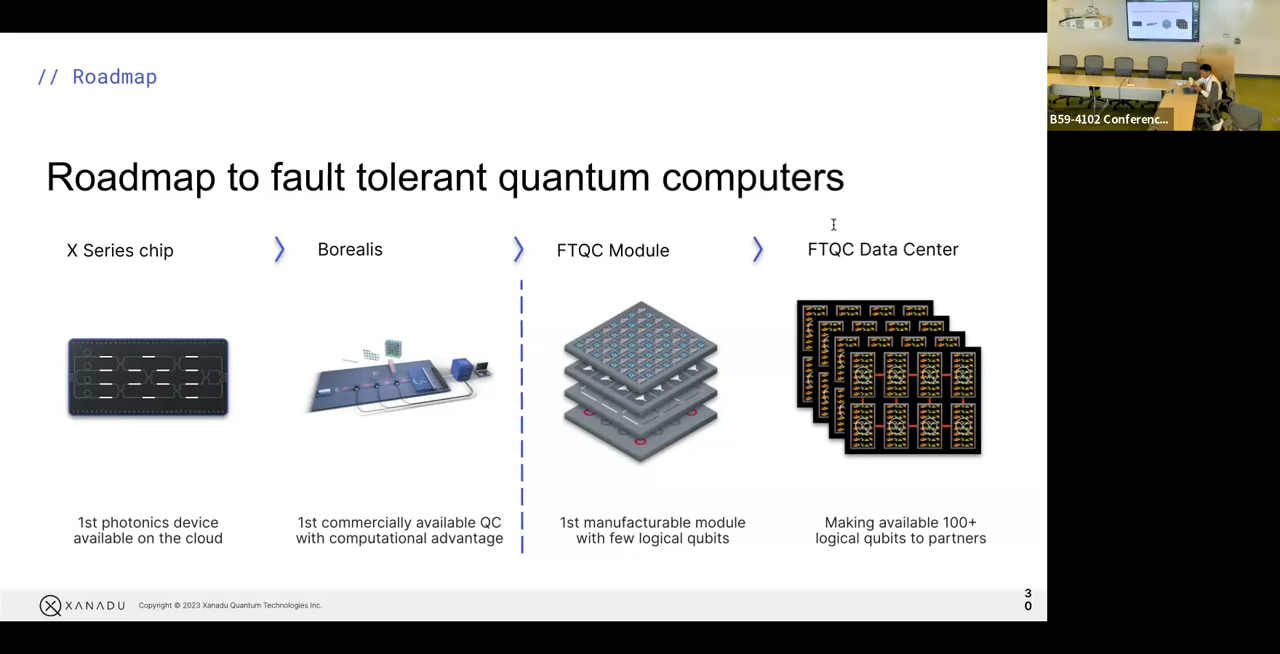 // Roadmap
Roadmap to fault tolerant quantum computers
X Series chip
Borealis
FTQC Module
FTQC Data Center
1st photonics device
available on the cloud
1st commercially available QC
with computational advantage
1st manufacturable module
with few logical qubits
Making available 100+
logical qubits to partners
XANADU
Copyright © 2023 Xanadu Quantum Technologies Inc.
3
0
B59-4102 Conferenc...